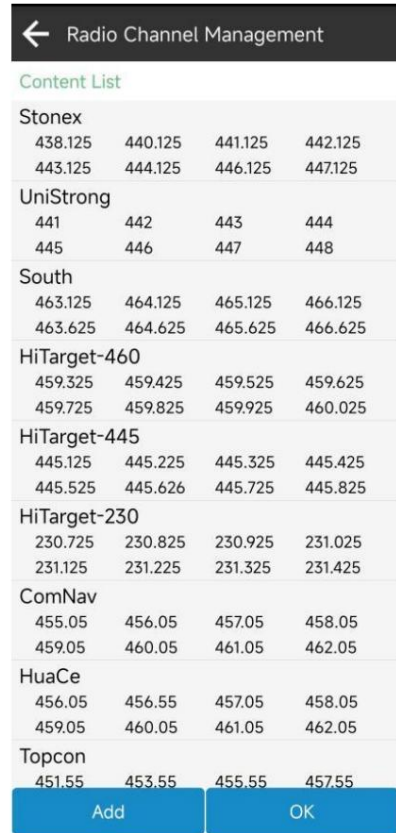 Radio Channel Management
Content List
Stonex
438.125 440.125 441.125 442.125
443.125 444.125 446.125 447.125
UniStrong
441 442 443 444
445 446 447 448
South
463.125 464.125 465.125 466.125
463.625 464.625 465.625 466.625
HiTarget-460
459.325 459.425 459.525 459.625
459.725 459.825 459.925 460.025
HiTarget-445
445.125 445.225 445.325 445.425
445.525 445.626 445.725 445.825
HiTarget-230
230.725 230.825 230.925 231.025
231.125 231.225 231.325 231.425
ComNav
455.05 456.05 457.05 458.05
459.05 460.05 461.05 462.05
HuaCe
456.05 456.55 457.05 458.05
459.05 460.05 461.05 462.05
Topcon
451.55 453.55 455.55 457.55
Add OK